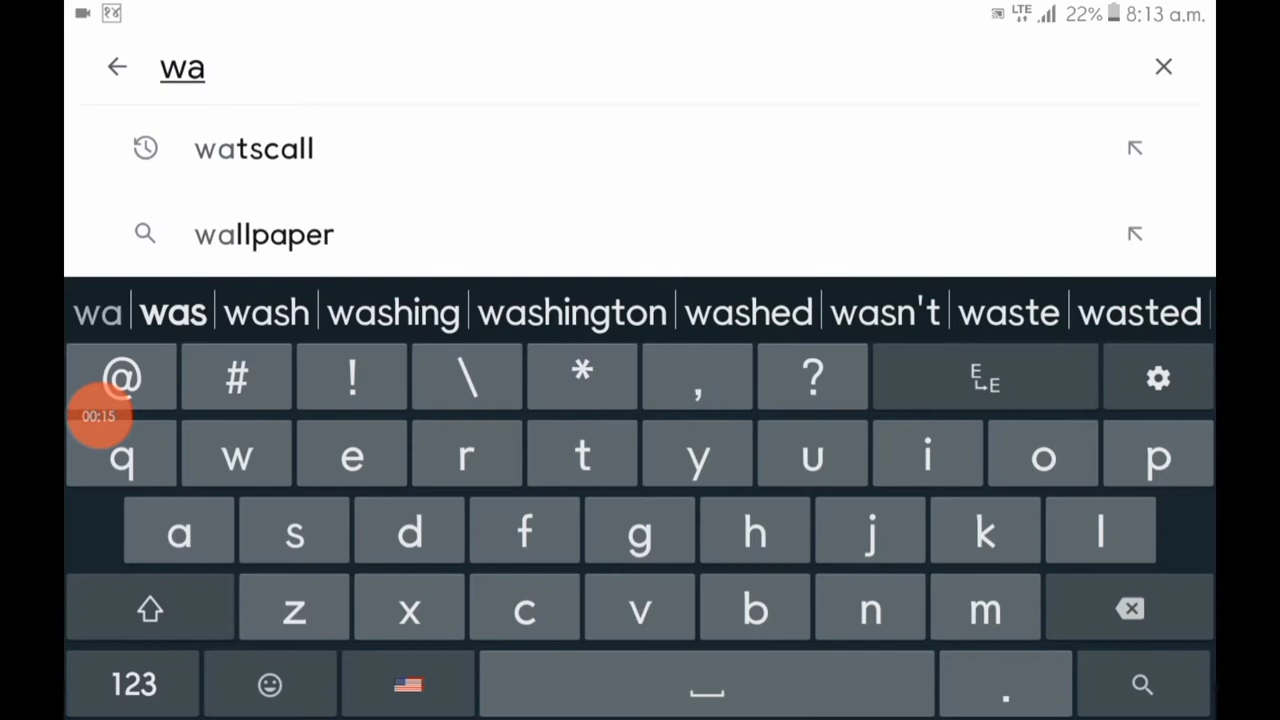 १४ LTE 22% 8:13 a.m.
wa
watscall
wallpaper
wa was wash washing washington washed wasn't waste wasted
@ # ! \ * , ? E E
00:15
q w e r t y u i o p
a s d f g h j k l
z x c v b n m
123 .